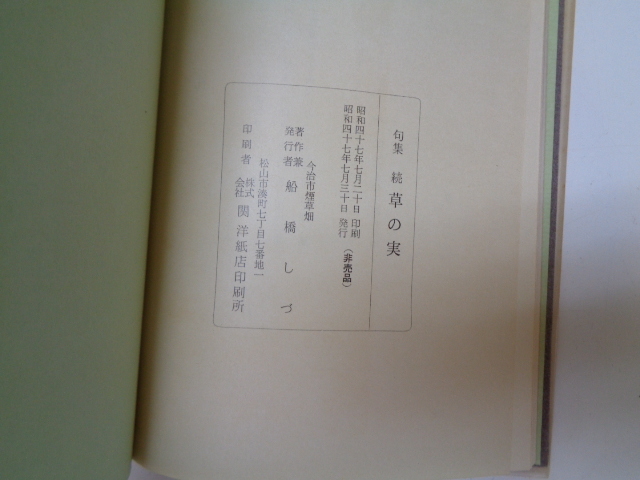 句集 続 草の実
昭和四十七年七月二十日 印刷
昭和四十七年七月三十日 発行 (非売品)
今治市煙草畑
著作兼発行者 船橋しづ
松山市湊町七丁目七番地一
印刷者 株式会社 関洋紙店印刷所